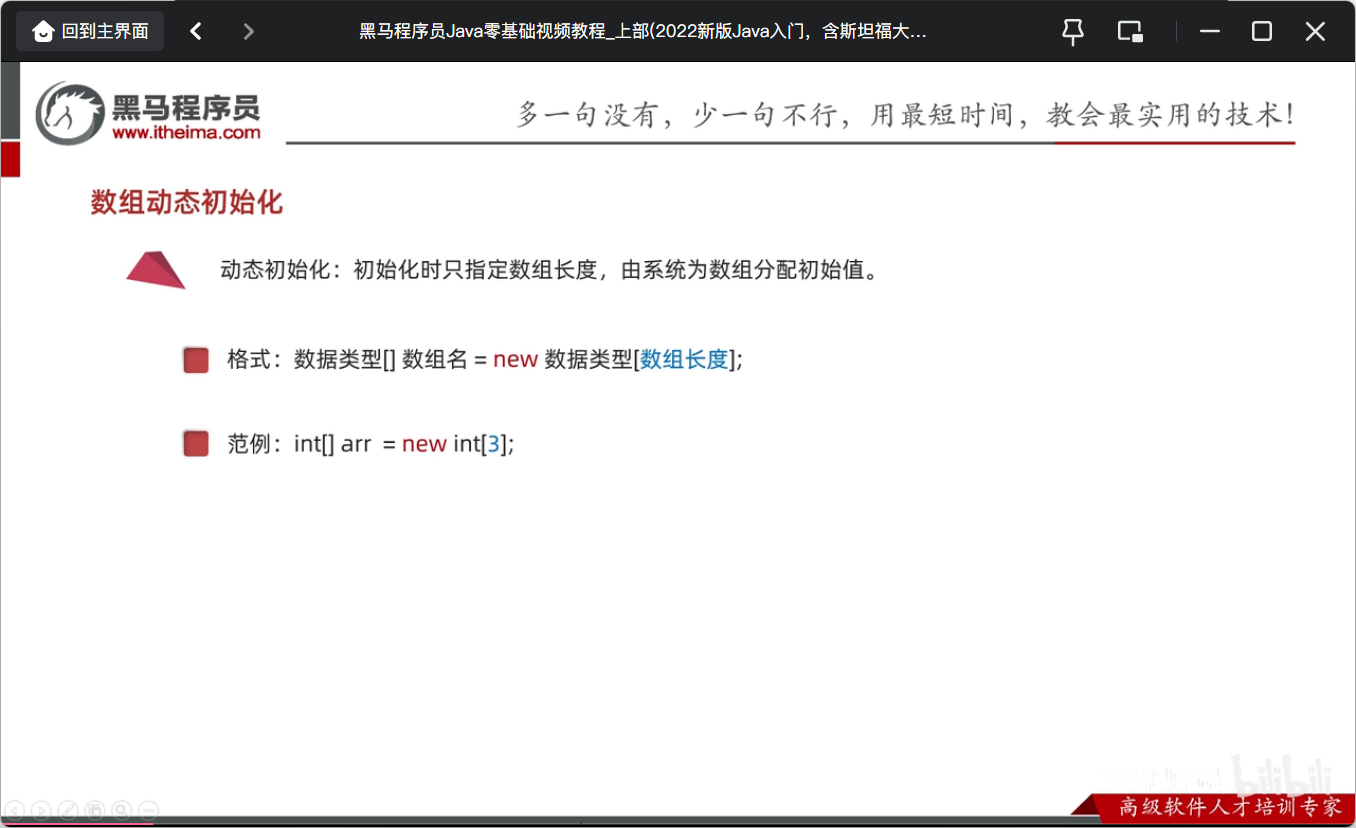 回到主界面
黑马程序员Java零基础视频教程_上部(2022新版Java入门，含斯坦福大...
黑马程序员
www.itheima.com
多一句没有，少一句不行，用最短时间，教会最实用的技术！
数组动态初始化
动态初始化：初始化时只指定数组长度，由系统为数组分配初始值。
格式：数据类型[] 数组名 = new 数据类型[数组长度];
范例：int[] arr = new int[3];
bilibili
高级软件人才培训专家